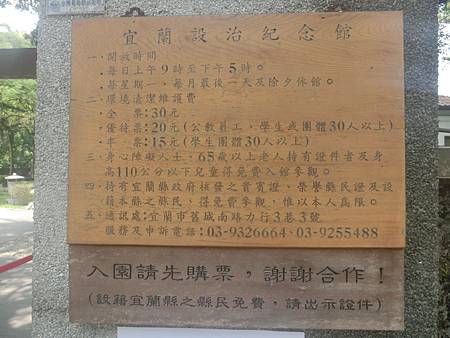 宜蘭設治紀念館
一、開放時間
每日上午9時至下午5時。
每星期一、每月最後一天及除夕休館。
二、環境清潔維護費
全 票:30元
優待票:20元(公教員工,學生或團體30人以上)
半 票:15元(學生團體30人以上)
三、身心障礙人士,65歲以上老人持有證件者及身
高110公分以下兒童得免費入館參觀。
四、持有宜蘭縣政府核發之貴賓證、榮譽縣民證及設
籍本縣之縣民,得免費參觀,惟以本人為限。
五、通訊處:宜蘭市舊城南路力行3巷3號
服務及申訴電話:03-9326664、03-9255488
入園請先購票,謝謝合作!
(設籍宜蘭縣之縣民免費,請出示證件)